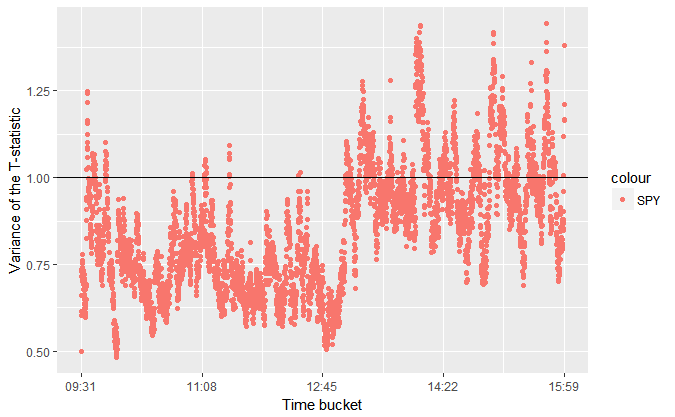 Variance of the T-statistic
1.25
1.00
0.75
0.50
09:31
11:08
12:45
14:22
15:59
Time bucket
colour
SPY